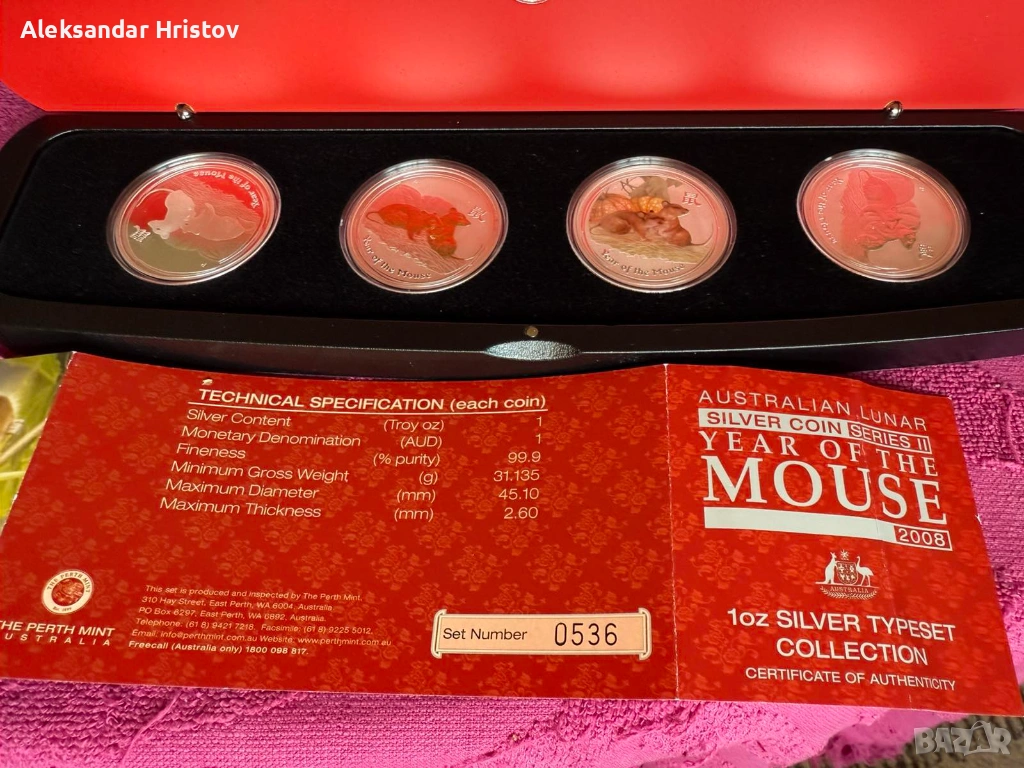 Aleksandar Hristov
Year of the Mouse
Year of the Mouse
Year of the Mouse
TECHNICAL SPECIFICATION (each coin)
Silver Content (Troy oz) 1
Monetary Denomination (AUD) 1
Fineness (% purity) 99.9
Minimum Gross Weight (g) 31.135
Maximum Diameter (mm) 45.10
Maximum Thickness (mm) 2.60
THE PERTH MINT
THE PERTH MINT
AUSTRALIA
This set is produced and inspected by The Perth Mint.
310 Hay Street, East Perth, WA 6004 Australia
PO Box 6297, East Perth, WA 6892, Australia.
Telephone: (61 8) 9421 7218. Facsimile: (61 8) 9225 5012.
Email: info@perthmint.com.au Website: www.perthmint.com.au
Freecall (Australia only) 1800 098 817.
Set Number 0536
AUSTRALIAN LUNAR
SILVER COIN SERIES II
YEAR OF THE
MOUSE
2008
AUSTRALIA
1oz SILVER TYPESET
COLLECTION
CERTIFICATE OF AUTHENTICITY
BAZAR